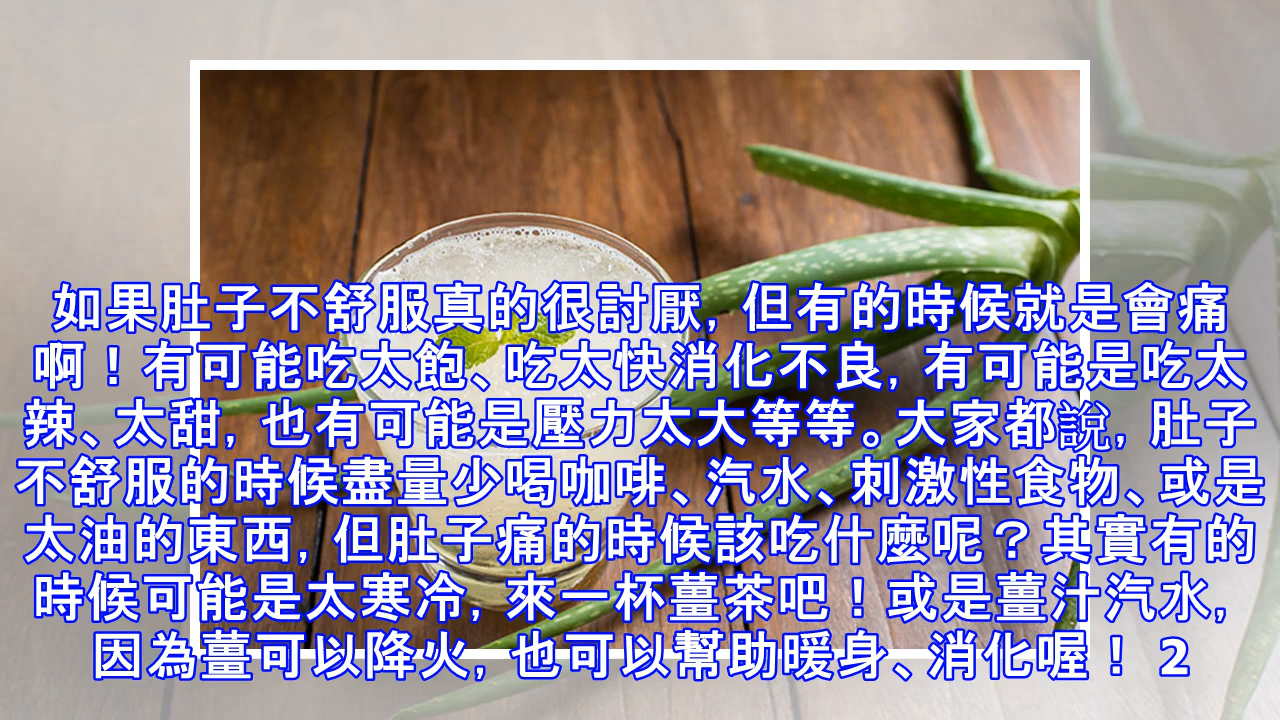 如果肚子不舒服真的很討厭, 但有的時候就是會痛
啊！有可能吃太飽、吃太快消化不良, 有可能是吃太
辣、太甜, 也有可能是壓力太大等等。大家都說, 肚子
不舒服的時候盡量少喝咖啡、汽水、刺激性食物、或是
太油的東西, 但肚子痛的時候該吃什麼呢？其實有的
時候可能是太寒冷, 來一杯薑茶吧！或是薑汁汽水,
因為薑可以降火, 也可以幫助暖身、消化喔！ 2